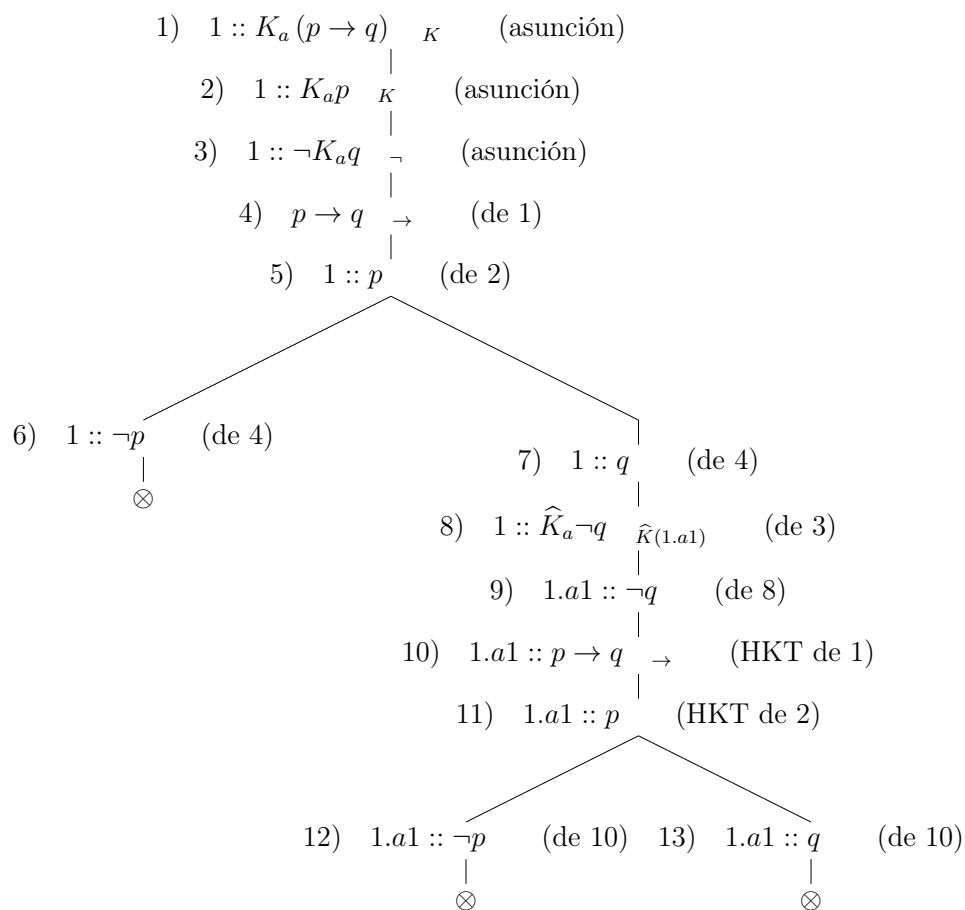 1) 1 :: K_a (p → q) K (asunción)
2) 1 :: K_a p K (asunción)
3) 1 :: ¬K_a q ¬ (asunción)
4) p → q → (de 1)
5) 1 :: p (de 2)
6) 1 :: ¬p (de 4)
7) 1 :: q (de 4)
⊗
8) 1 :: K̂_a ¬q K̂(1.a1) (de 3)
9) 1.a1 :: ¬q (de 8)
10) 1.a1 :: p → q → (HKT de 1)
11) 1.a1 :: p (HKT de 2)
12) 1.a1 :: ¬p (de 10) 13) 1.a1 :: q (de 10)
⊗ ⊗